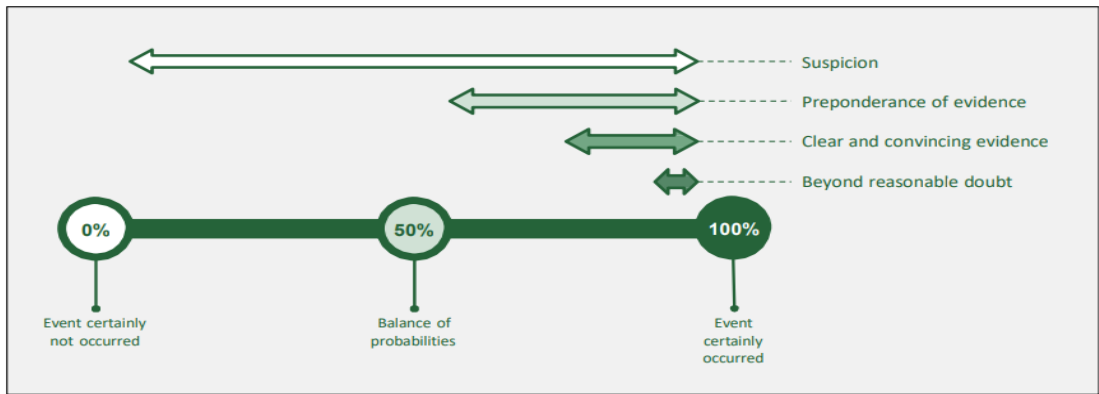 Suspicion
Preponderance of evidence
Clear and convincing evidence
Beyond reasonable doubt
0%
50%
100%
Event certainly
not occurred
Balance of
probabilities
Event
certainly
occurred